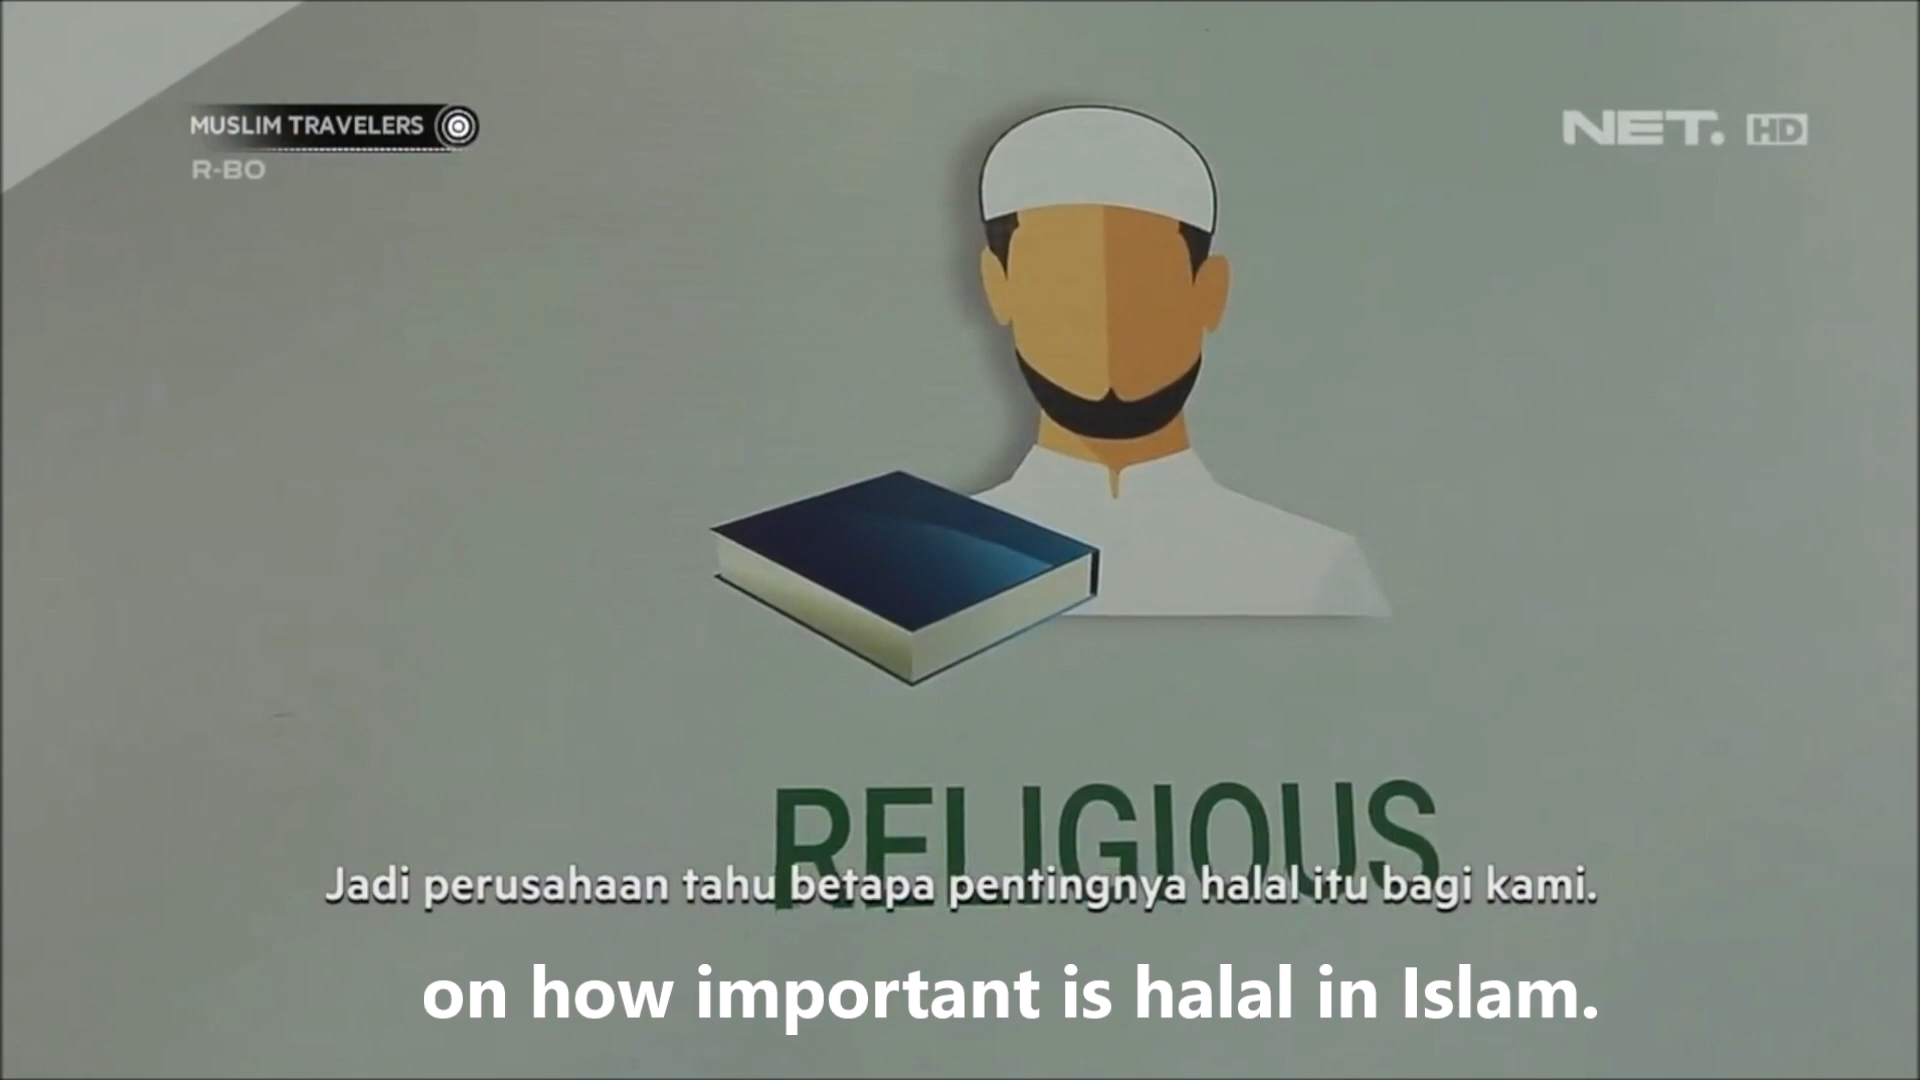 MUSLIM TRAVELERS
R-BO
NET. HD
RELIGIOUS
Jadi perusahaan tahu betapa pentingnya halal itu bagi kami.
on how important is halal in Islam.